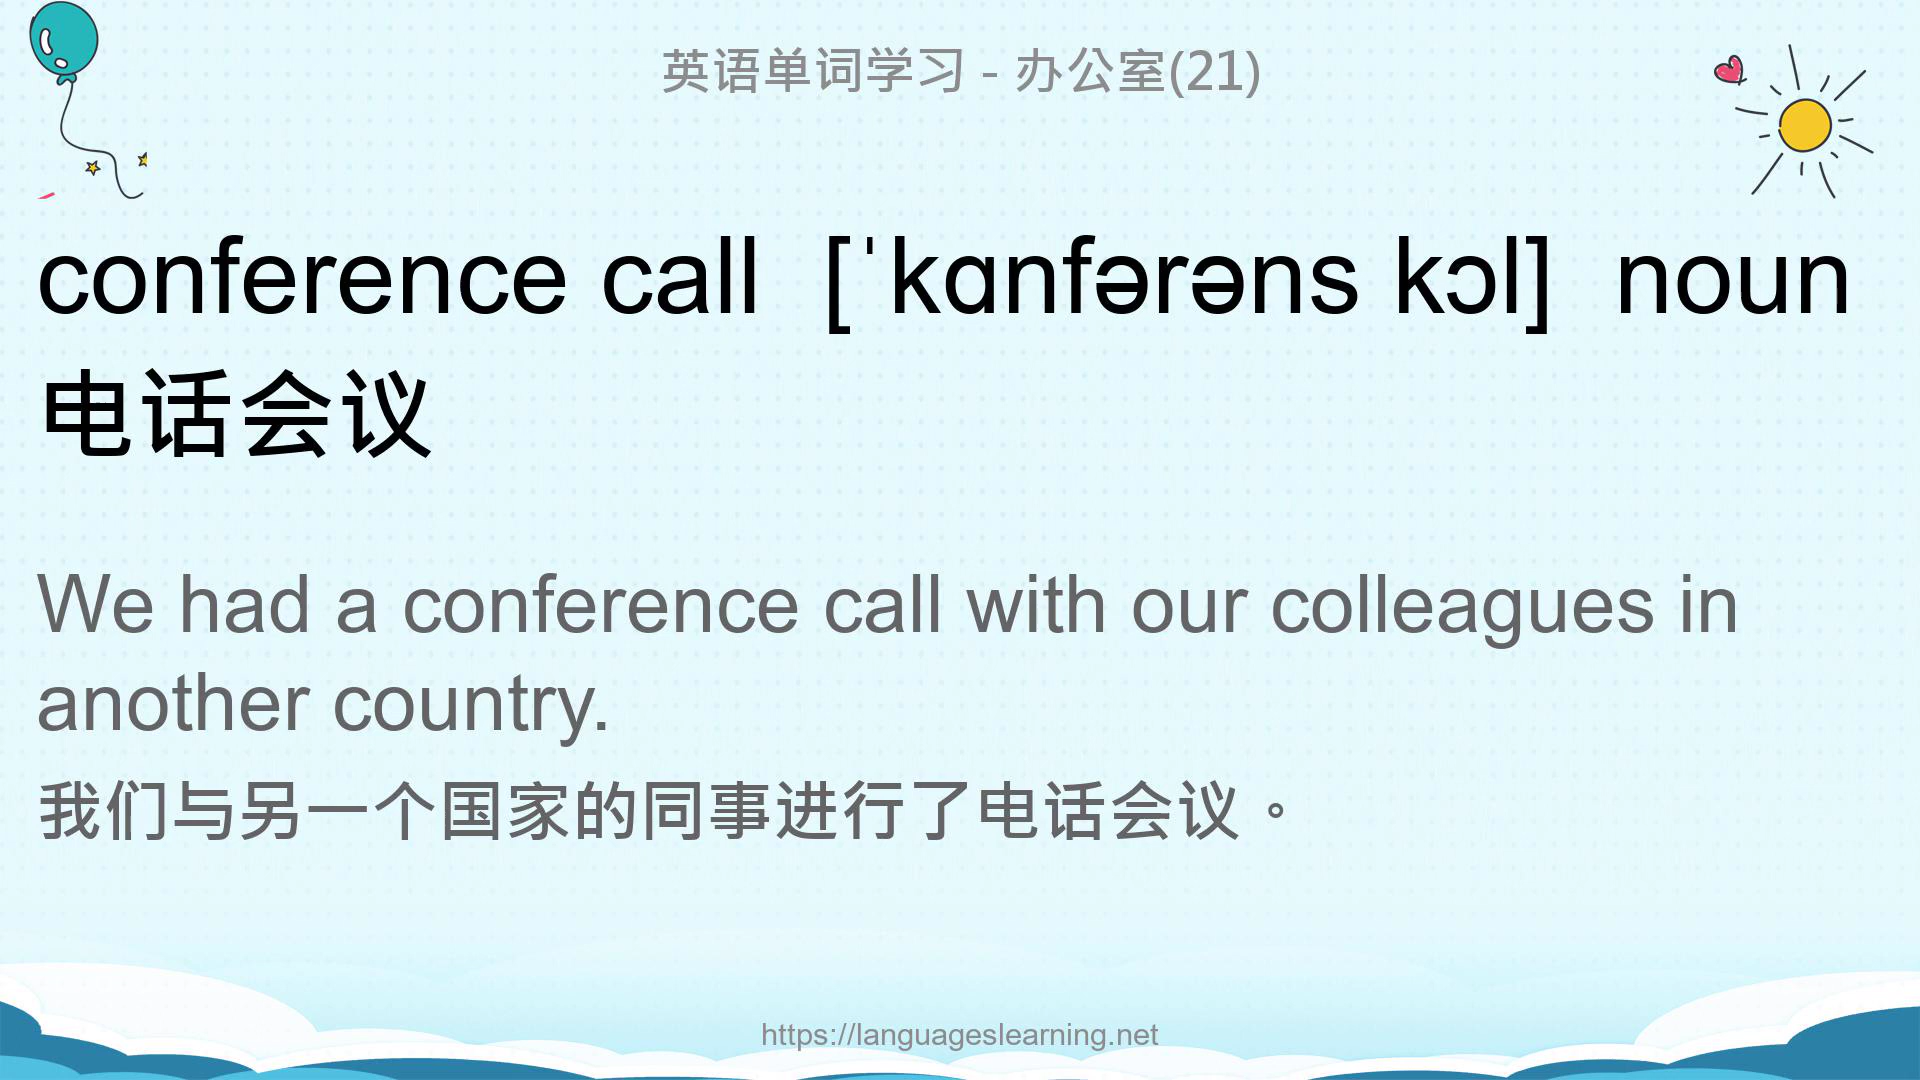 英语单词学习 - 办公室(21)
conference call  [ˈkɑnfərəns kɔl]  noun
电话会议
We had a conference call with our colleagues in
another country.
我们与另一个国家的同事进行了电话会议。
https://languageslearning.net